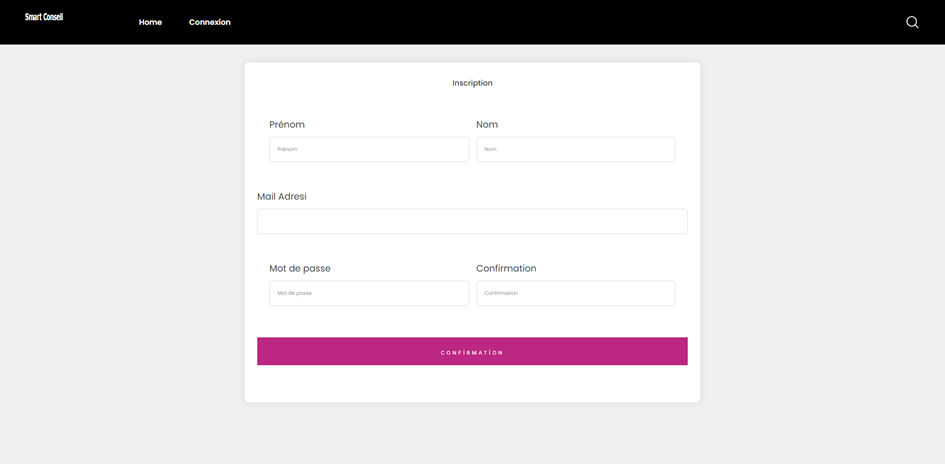 Smart Conseil
Home Connexion
Inscription
Prénom Nom
Prénom Nom
Mail Adresi
Mot de passe Confirmation
Mot de passe Confirmation
CONFİRMATİON